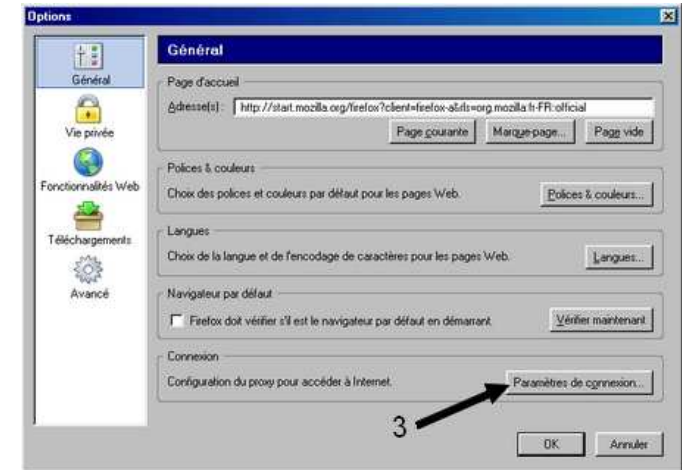 Options
Général
Général
Vie privée
Fonctionnalités Web
Téléchargements
Avancé
Page d'accueil
Adresse(s) : http://start.mozilla.org/firefox?client=firefox-a&rls=org.mozilla:fr-FR:official
Page courante Marque-page... Page vide
Polices & couleurs
Choix des polices et couleurs par défaut pour les pages Web. Polices & couleurs...
Langues
Choix de la langue et de l'encodage de caractères pour les pages Web. Langues...
Navigateur par défaut
Firefox doit vérifier s'il est le navigateur par défaut en démarrant Vérifier maintenant
Connexion
Configuration du proxy pour accéder à Internet. Paramètres de connexion...
3
OK Annuler